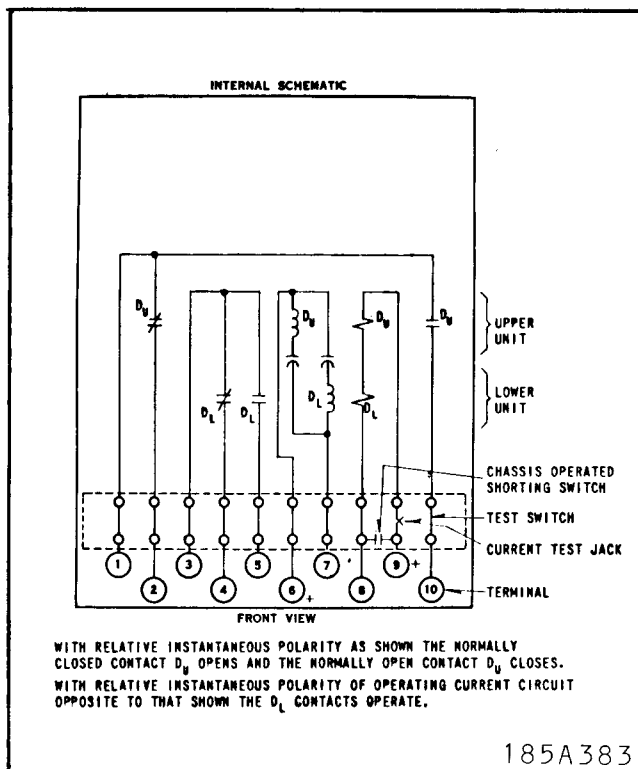 INTERNAL SCHEMATIC
DU DU DU DU
UPPER
UNIT
DL DL DL DL
LOWER
UNIT
CHASSIS OPERATED
SHORTING SWITCH
TEST SWITCH
CURRENT TEST JACK
1 3 5 7 9 +
2 4 6 + 8 10
TERMINAL
FRONT VIEW
WITH RELATIVE INSTANTANEOUS POLARITY AS SHOWN THE NORMALLY
CLOSED CONTACT DU OPENS AND THE NORMALLY OPEN CONTACT DU CLOSES.
WITH RELATIVE INSTANTANEOUS POLARITY OF OPERATING CURRENT CIRCUIT
OPPOSITE TO THAT SHOWN THE DL CONTACTS OPERATE.
185A383